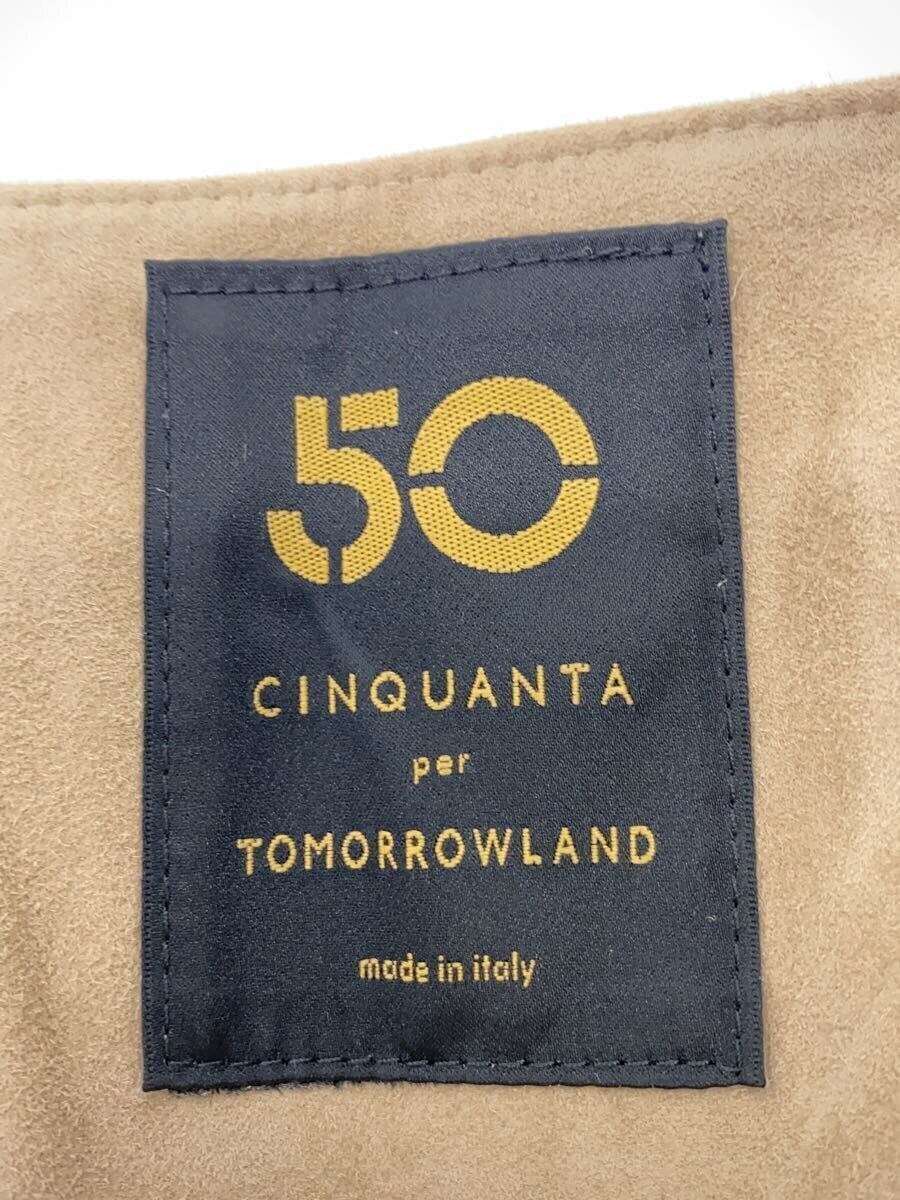 50
CINQUANTA
per
TOMORROWLAND
made in italy